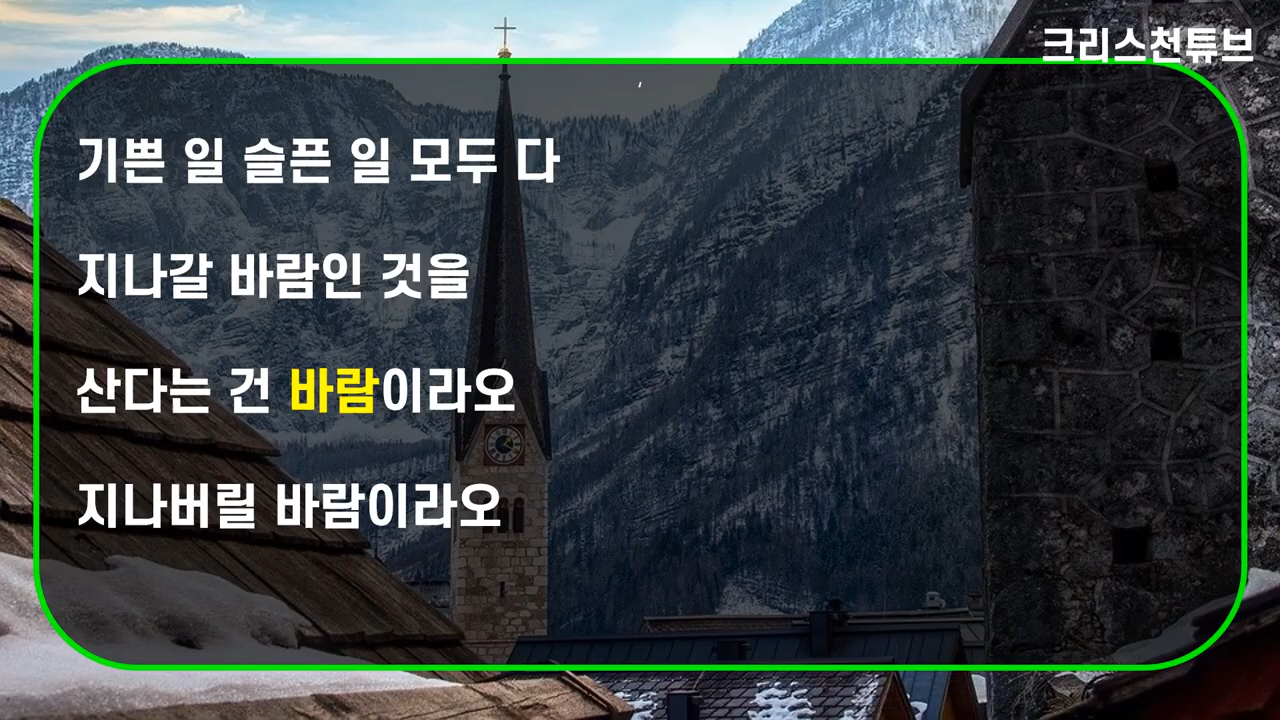 크리스천튜브
기쁜 일 슬픈 일 모두 다
지나갈 바람인 것을
산다는 건 바람이라오
지나버릴 바람이라오